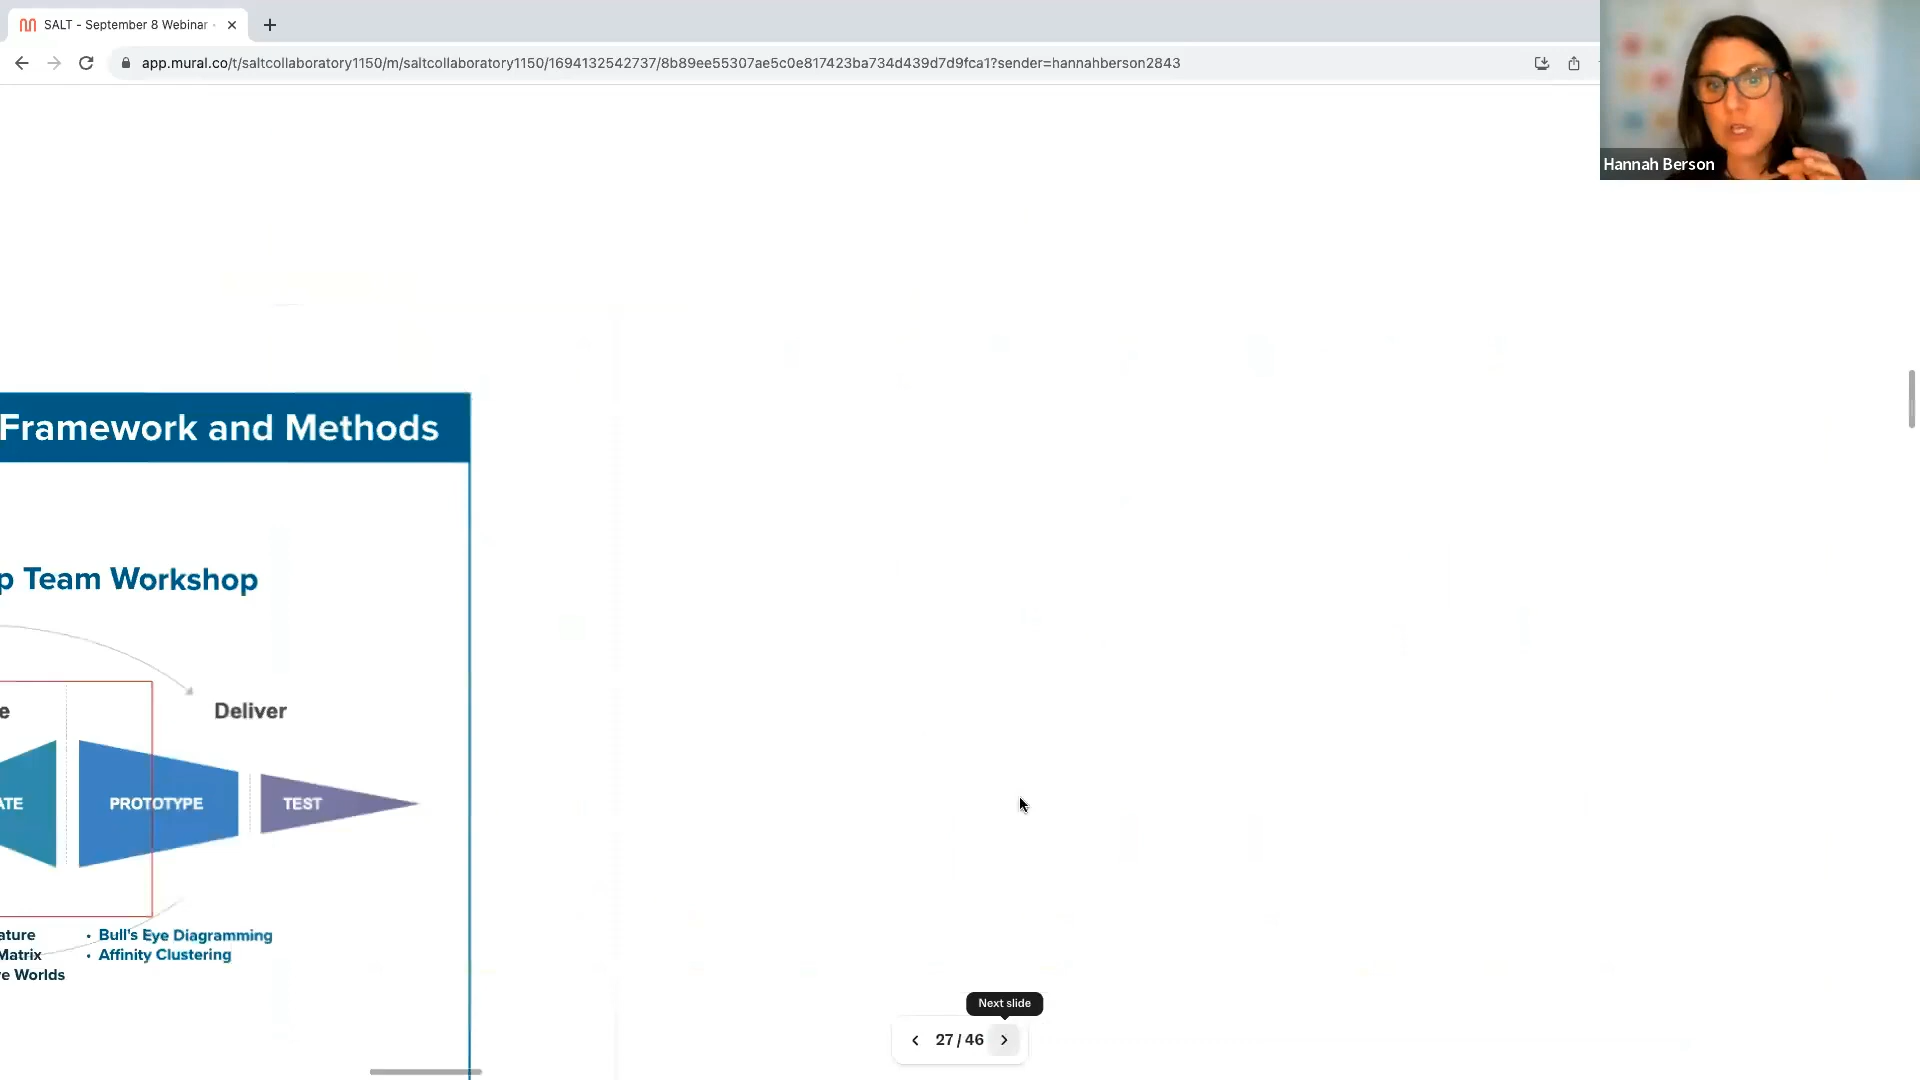 SALT - September 8 Webinar
app.mural.co/t/saltcollaboratory1150/m/saltcollaboratory1150/1694132542737/8b89ee55307ae5c0e817423ba734d439d7d9fca1?sender=hannahberson2843
Hannah Berson
Framework and Methods
p Team Workshop
e
Deliver
ATE
PROTOTYPE
TEST
ature
Matrix
e Worlds
• Bull's Eye Diagramming
• Affinity Clustering
Next slide
27 / 46